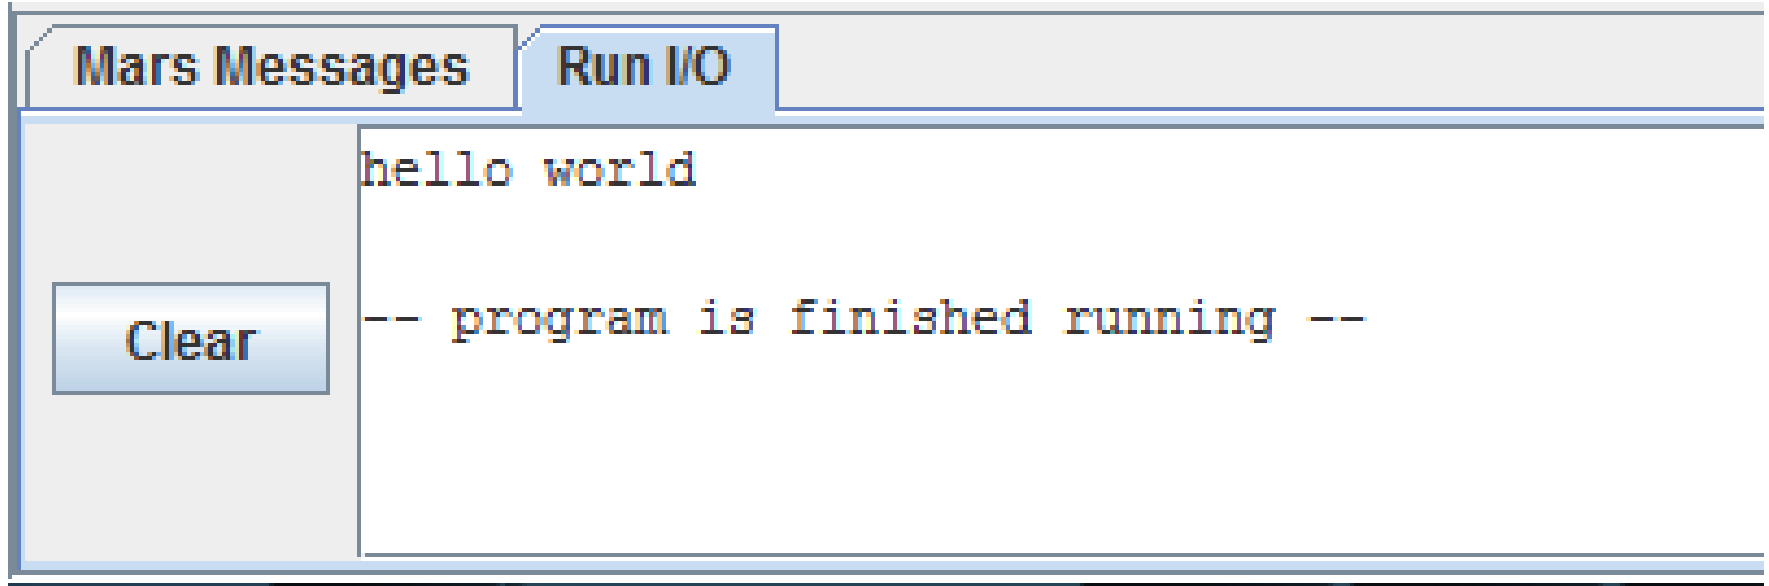 Mars Messages Run I/O
hello world
-- program is finished running --
Clear